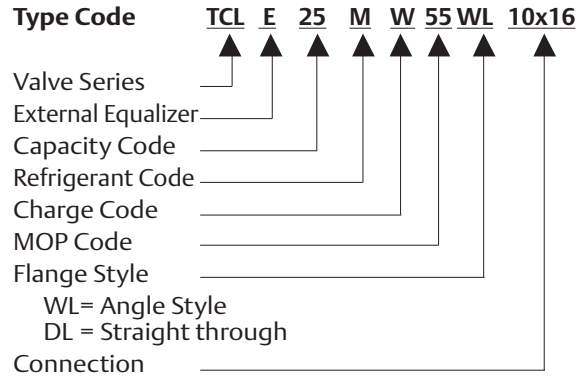 Type Code TCL E 25 M W 55 WL 10x16
Valve Series
External Equalizer
Capacity Code
Refrigerant Code
Charge Code
MOP Code
Flange Style
WL= Angle Style
DL = Straight through
Connection